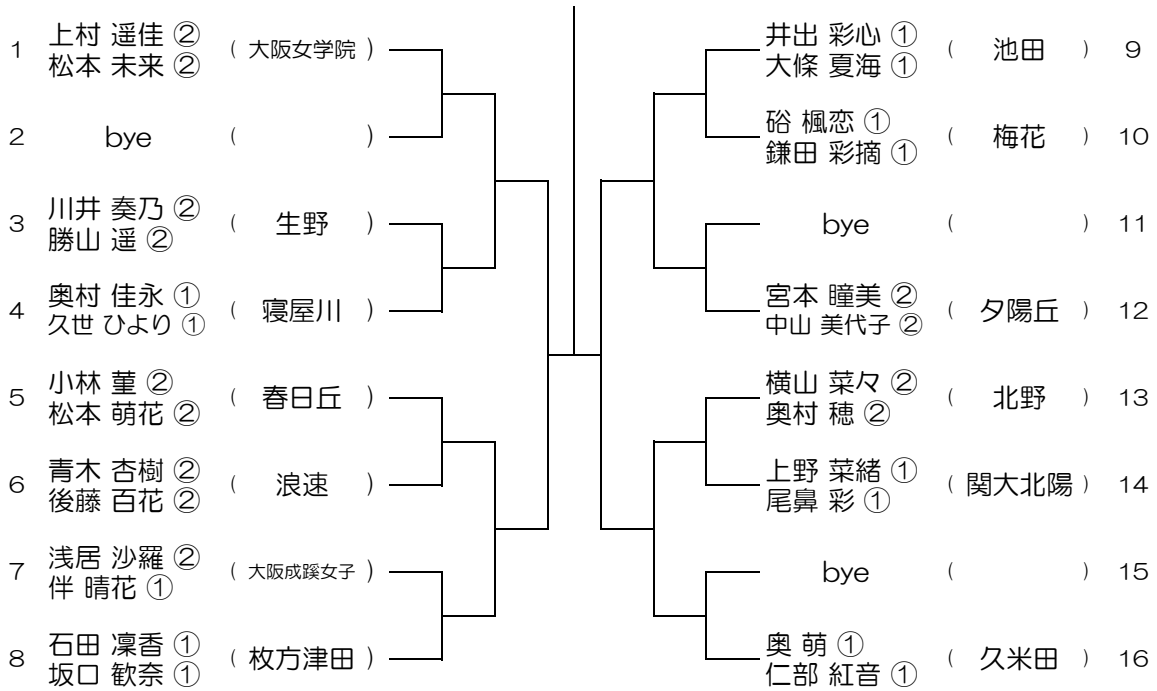 1 上村 遥佳 ② ( 大阪女学院 )
松本 未来 ②
2 bye ( )
3 川井 奏乃 ② ( 生野 )
勝山 遥 ②
4 奥村 佳永 ① ( 寝屋川 )
久世 ひより ①
5 小林 菫 ② ( 春日丘 )
松本 萌花 ②
6 青木 杏樹 ② ( 浪速 )
後藤 百花 ②
7 浅居 沙羅 ② ( 大阪成蹊女子 )
伴 晴花 ①
8 石田 凜香 ① ( 枚方津田 )
坂口 歓奈 ①
井出 彩心 ① ( 池田 ) 9
大條 夏海 ①
硲 楓恋 ① ( 梅花 ) 10
鎌田 彩摘 ①
bye ( ) 11
宮本 瞳美 ② ( 夕陽丘 ) 12
中山 美代子 ②
横山 菜々 ② ( 北野 ) 13
奥村 穂 ②
上野 菜緒 ① ( 関大北陽 ) 14
尾鼻 彩 ①
bye ( ) 15
奥 萌 ① ( 久米田 ) 16
仁部 紅音 ①